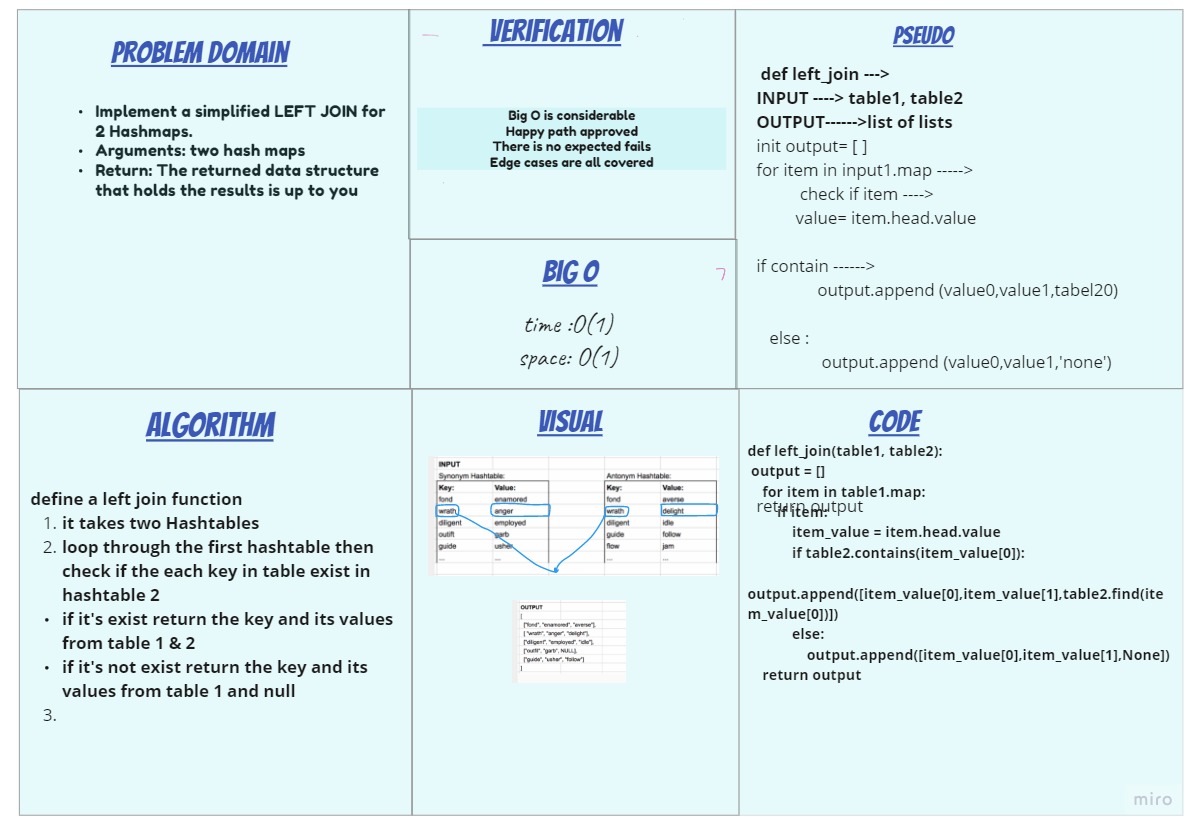 PROBLEM DOMAIN
• Implement a simplified LEFT JOIN for
2 Hashmaps.
• Arguments: two hash maps
• Return: The returned data structure
that holds the results is up to you
VERIFICATION
Big O is considerable
Happy path approved
There is no expected fails
Edge cases are all covered
BIG O
time :O(1)
space: O(1)
PSEUDO
def left_join --->
INPUT ----> table1, table2
OUTPUT------>list of lists
init output= [ ]
for item in input1.map ----->
check if item ---->
value= item.head.value
if contain ------>
output.append (value0,value1,tabel20)
else :
output.append (value0,value1,'none')
ALGORITHM
define a left join function
1. it takes two Hashtables
2. loop through the first hashtable then
check if the each key in table exist in
hashtable 2
• if it's exist return the key and its values
from table 1 & 2
• if it's not exist return the key and its
values from table 1 and null
3.
VISUAL
INPUT
Synonym Hashtable: Antonym Hashtable:
Key: Value: Key: Value:
fond enamored fond averse
wrath anger wrath delight
diligent employed diligent idle
outfit garb guide follow
guide usher flow jam
... ... ... ...
OUTPUT
[
["fond", "enamored", "averse"],
[ "wrath", "anger", "delight"],
["diligent", "employed", "idle"],
["outfit", "garb", NULL],
["guide", "usher", "follow"]
]
CODE
def left_join(table1, table2):
output = []
for item in table1.map:
return output
if item:
item_value = item.head.value
if table2.contains(item_value[0]):
output.append([item_value[0],item_value[1],table2.find(ite
m_value[0])])
else:
output.append([item_value[0],item_value[1],None])
return output
miro